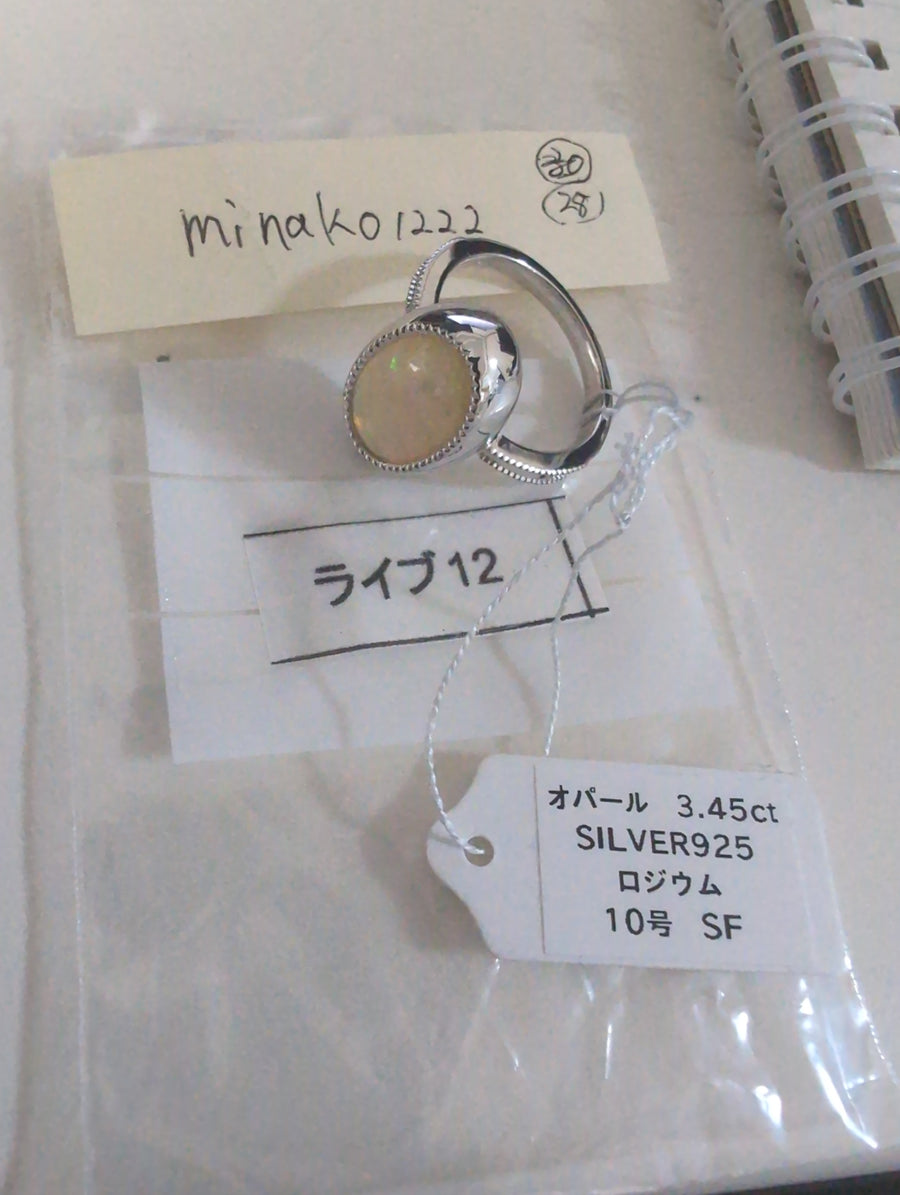 30
28
minako1222
ライブ12
オパール 3.45ct
SILVER925
ロジウム
10号 SF